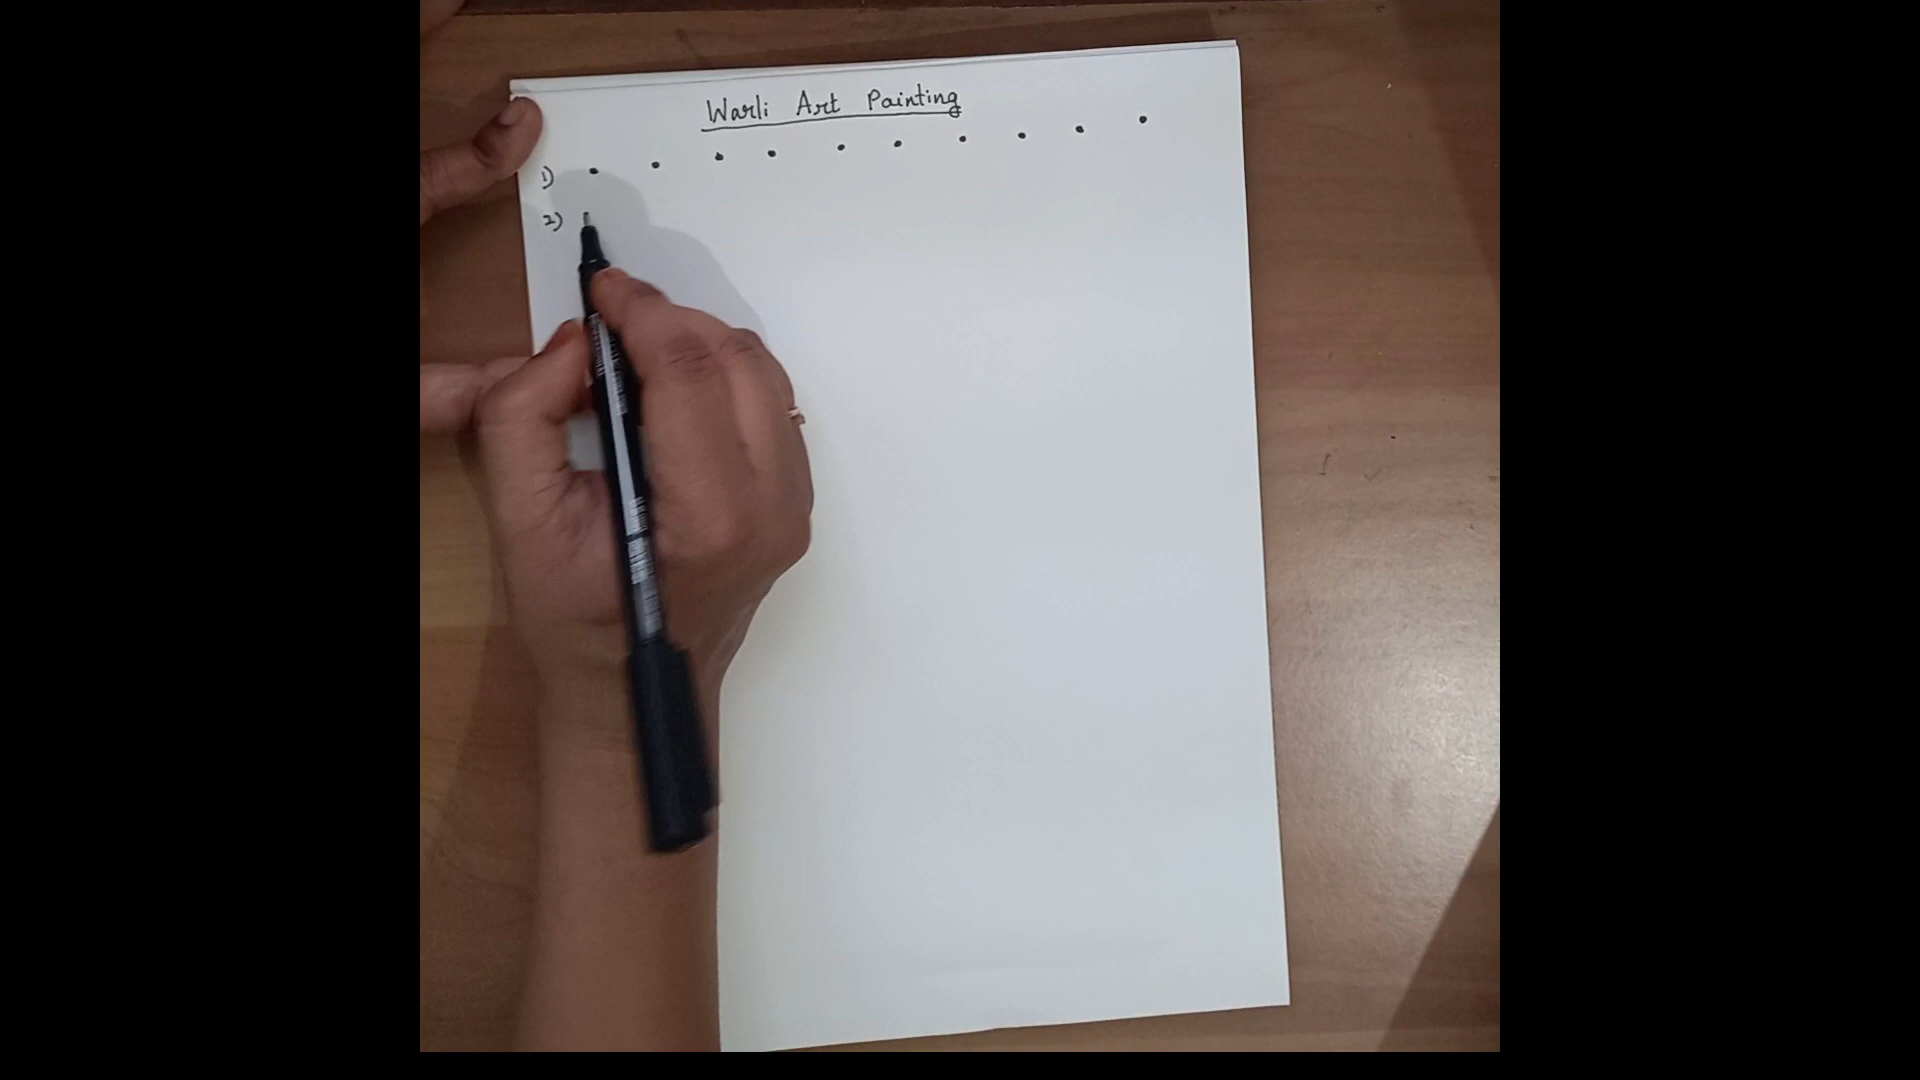 Warli Art Painting
1) . . . . . . . . . .
2)